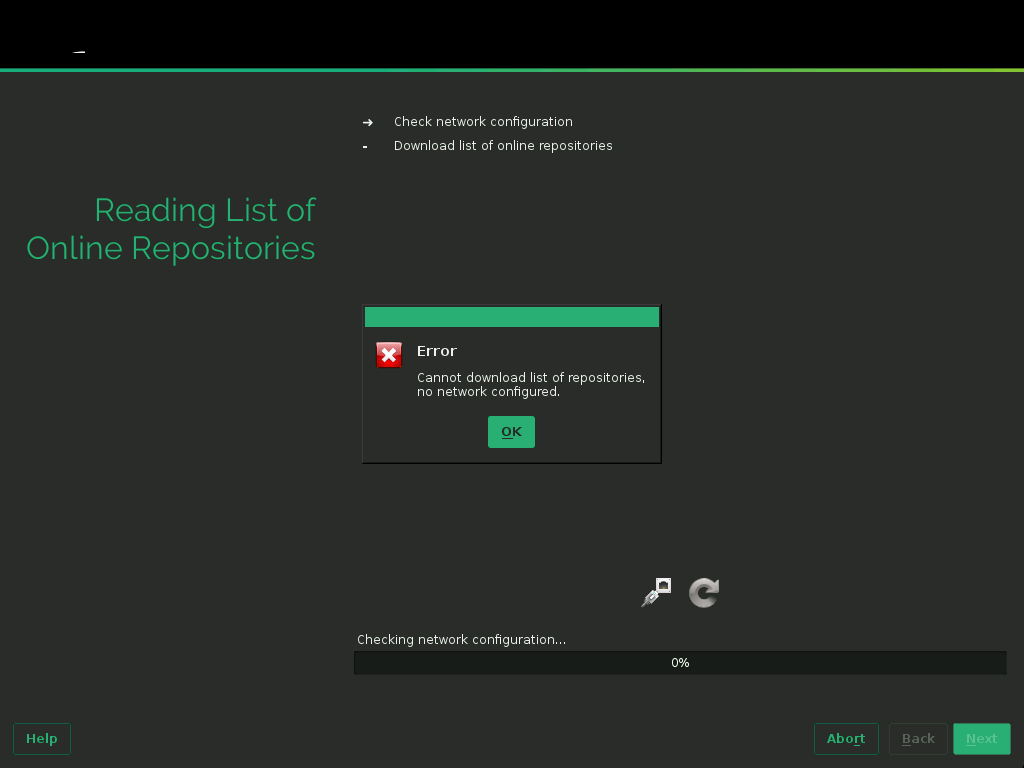 ➔ Check network configuration
- Download list of online repositories
Reading List of
Online Repositories
Error
Cannot download list of repositories,
no network configured.
OK
Checking network configuration...
0%
Help
Abort
Back
Next